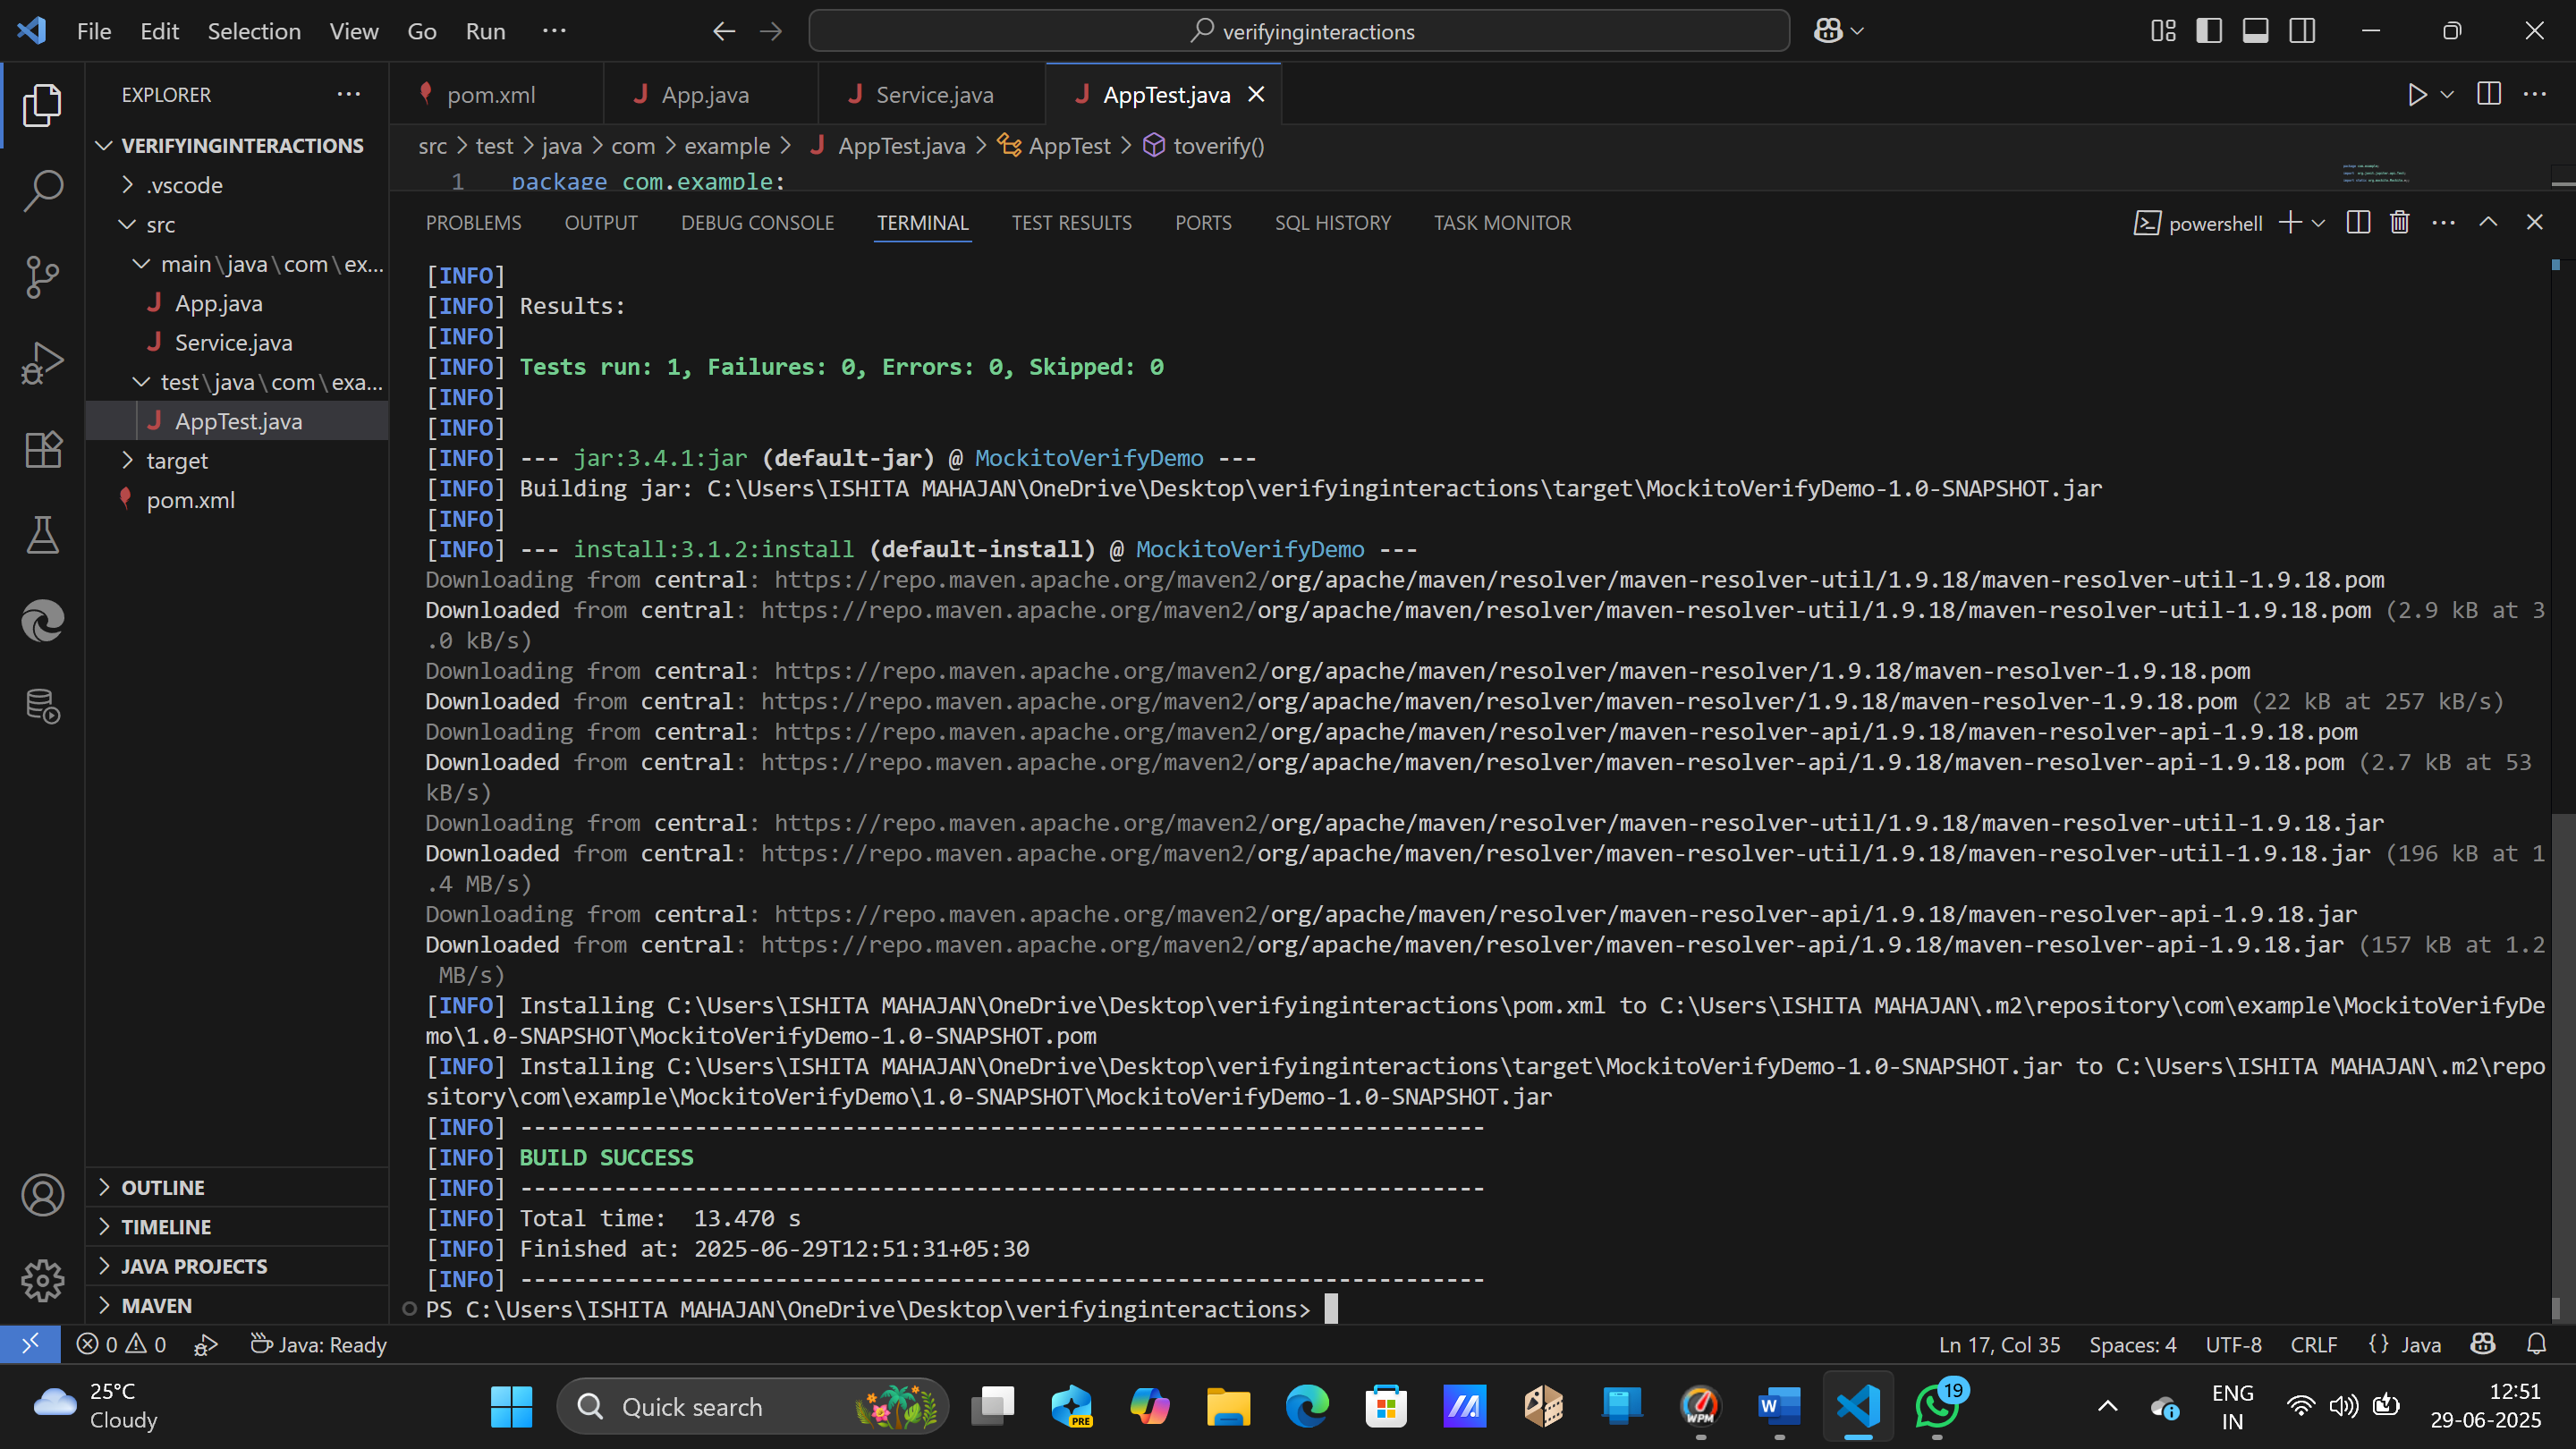 File Edit Selection View Go Run ···
verifyinginteractions
EXPLORER ···
VERIFYINGINTERACTIONS
.vscode
src
main\java\com\ex...
App.java
Service.java
test\java\com\exa...
AppTest.java
target
pom.xml
OUTLINE
TIMELINE
JAVA PROJECTS
MAVEN
pom.xml App.java Service.java AppTest.java
src > test > java > com > example > AppTest.java > AppTest > toverify()
1 package com.example;
PROBLEMS OUTPUT DEBUG CONSOLE TERMINAL TEST RESULTS PORTS SQL HISTORY TASK MONITOR powershell
[INFO]
[INFO] Results:
[INFO]
[INFO] Tests run: 1, Failures: 0, Errors: 0, Skipped: 0
[INFO]
[INFO]
[INFO] --- jar:3.4.1:jar (default-jar) @ MockitoVerifyDemo ---
[INFO] Building jar: C:\Users\ISHITA MAHAJAN\OneDrive\Desktop\verifyinginteractions\target\MockitoVerifyDemo-1.0-SNAPSHOT.jar
[INFO]
[INFO] --- install:3.1.2:install (default-install) @ MockitoVerifyDemo ---
Downloading from central: https://repo.maven.apache.org/maven2/org/apache/maven/resolver/maven-resolver-util/1.9.18/maven-resolver-util-1.9.18.pom
Downloaded from central: https://repo.maven.apache.org/maven2/org/apache/maven/resolver/maven-resolver-util/1.9.18/maven-resolver-util-1.9.18.pom (2.9 kB at 3
.0 kB/s)
Downloading from central: https://repo.maven.apache.org/maven2/org/apache/maven/resolver/maven-resolver/1.9.18/maven-resolver-1.9.18.pom
Downloaded from central: https://repo.maven.apache.org/maven2/org/apache/maven/resolver/maven-resolver/1.9.18/maven-resolver-1.9.18.pom (22 kB at 257 kB/s)
Downloading from central: https://repo.maven.apache.org/maven2/org/apache/maven/resolver/maven-resolver-api/1.9.18/maven-resolver-api-1.9.18.pom
Downloaded from central: https://repo.maven.apache.org/maven2/org/apache/maven/resolver/maven-resolver-api/1.9.18/maven-resolver-api-1.9.18.pom (2.7 kB at 53
kB/s)
Downloading from central: https://repo.maven.apache.org/maven2/org/apache/maven/resolver/maven-resolver-util/1.9.18/maven-resolver-util-1.9.18.jar
Downloaded from central: https://repo.maven.apache.org/maven2/org/apache/maven/resolver/maven-resolver-util/1.9.18/maven-resolver-util-1.9.18.jar (196 kB at 1
.4 MB/s)
Downloading from central: https://repo.maven.apache.org/maven2/org/apache/maven/resolver/maven-resolver-api/1.9.18/maven-resolver-api-1.9.18.jar
Downloaded from central: https://repo.maven.apache.org/maven2/org/apache/maven/resolver/maven-resolver-api/1.9.18/maven-resolver-api-1.9.18.jar (157 kB at 1.2
MB/s)
[INFO] Installing C:\Users\ISHITA MAHAJAN\OneDrive\Desktop\verifyinginteractions\pom.xml to C:\Users\ISHITA MAHAJAN\.m2\repository\com\example\MockitoVerifyDe
mo\1.0-SNAPSHOT\MockitoVerifyDemo-1.0-SNAPSHOT.pom
[INFO] Installing C:\Users\ISHITA MAHAJAN\OneDrive\Desktop\verifyinginteractions\target\MockitoVerifyDemo-1.0-SNAPSHOT.jar to C:\Users\ISHITA MAHAJAN\.m2\repo
sitory\com\example\MockitoVerifyDemo\1.0-SNAPSHOT\MockitoVerifyDemo-1.0-SNAPSHOT.jar
[INFO] ------------------------------------------------------------------------
[INFO] BUILD SUCCESS
[INFO] ------------------------------------------------------------------------
[INFO] Total time:  13.470 s
[INFO] Finished at: 2025-06-29T12:51:31+05:30
[INFO] ------------------------------------------------------------------------
PS C:\Users\ISHITA MAHAJAN\OneDrive\Desktop\verifyinginteractions>
0 0 Java: Ready Ln 17, Col 35 Spaces: 4 UTF-8 CRLF {} Java
25°C
Cloudy
Quick search
PRE
WPM
W
19
ENG
IN
12:51
29-06-2025